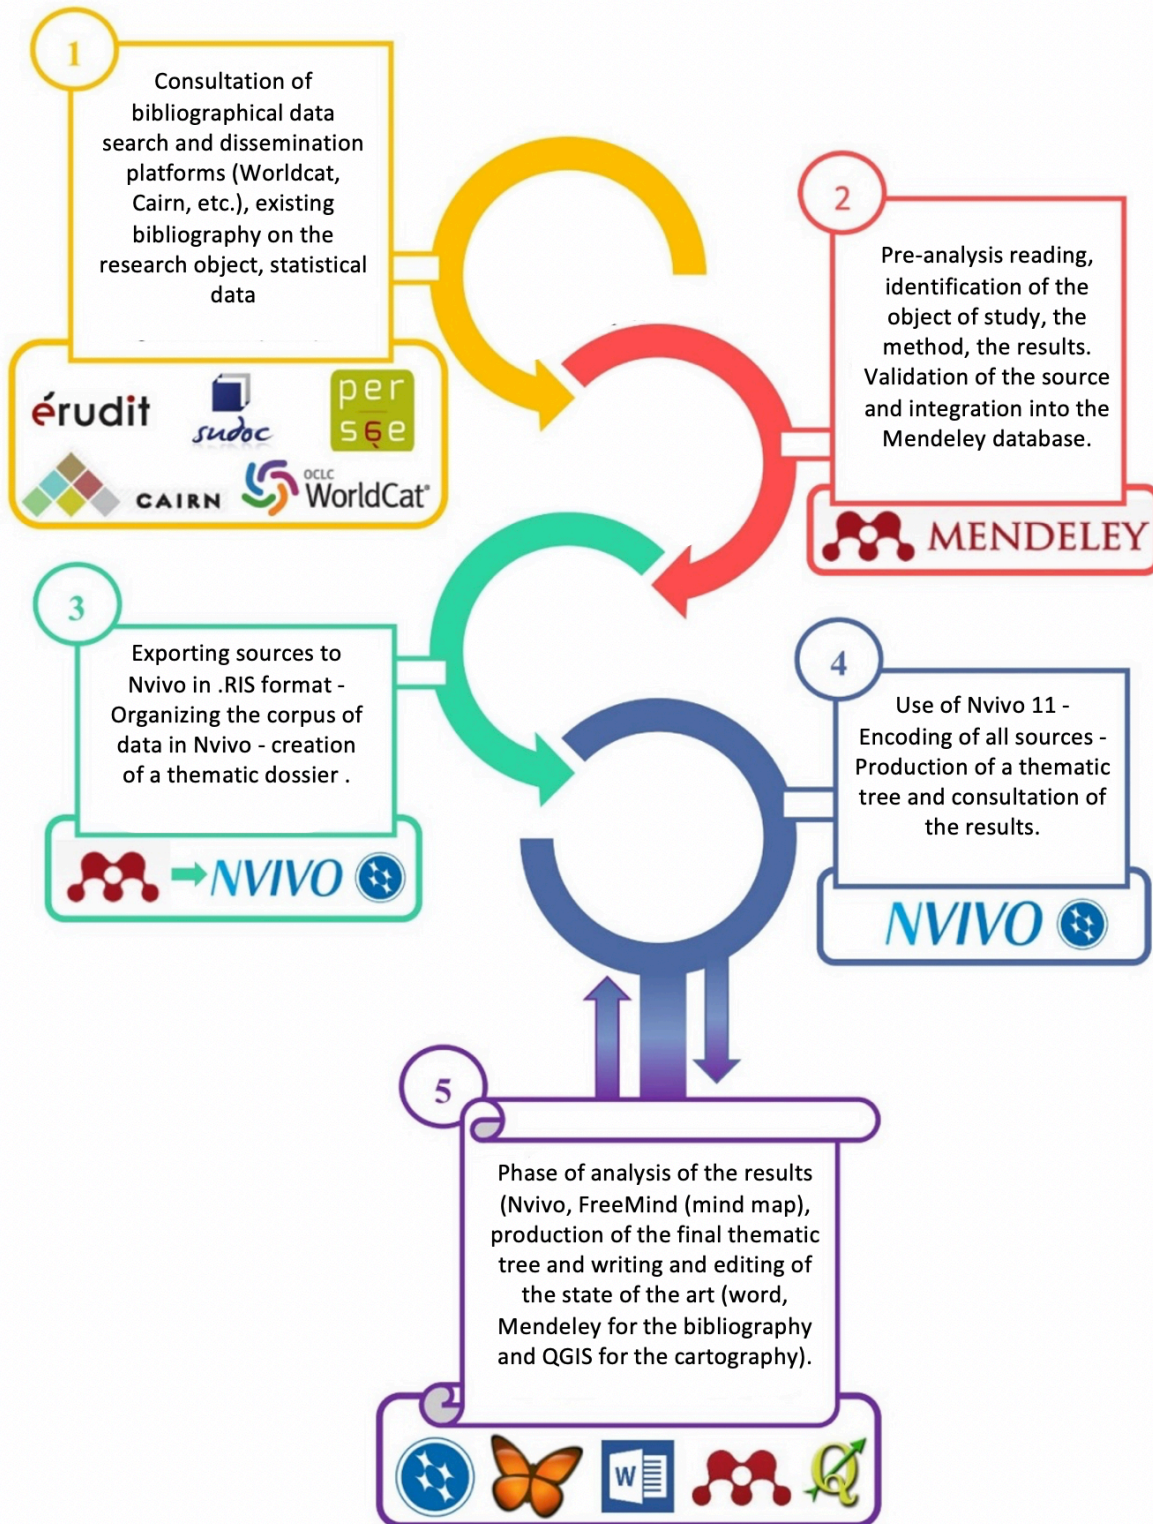 1
Consultation of
bibliographical data
search and dissemination
platforms (Worldcat,
Cairn, etc.), existing
bibliography on the
research object, statistical
data
érudit
sudoc
per
sée
CAIRN
OCLC
WorldCat®
2
Pre-analysis reading,
identification of the
object of study, the
method, the results.
Validation of the source
and integration into the
Mendeley database.
MENDELEY
3
Exporting sources to
Nvivo in .RIS format -
Organizing the corpus of
data in Nvivo - creation
of a thematic dossier .
NVIVO
4
Use of Nvivo 11 -
Encoding of all sources -
Production of a thematic
tree and consultation of
the results.
NVIVO
5
Phase of analysis of the results
(Nvivo, FreeMind (mind map),
production of the final thematic
tree and writing and editing of
the state of the art (word,
Mendeley for the bibliography
and QGIS for the cartography).
W
Q